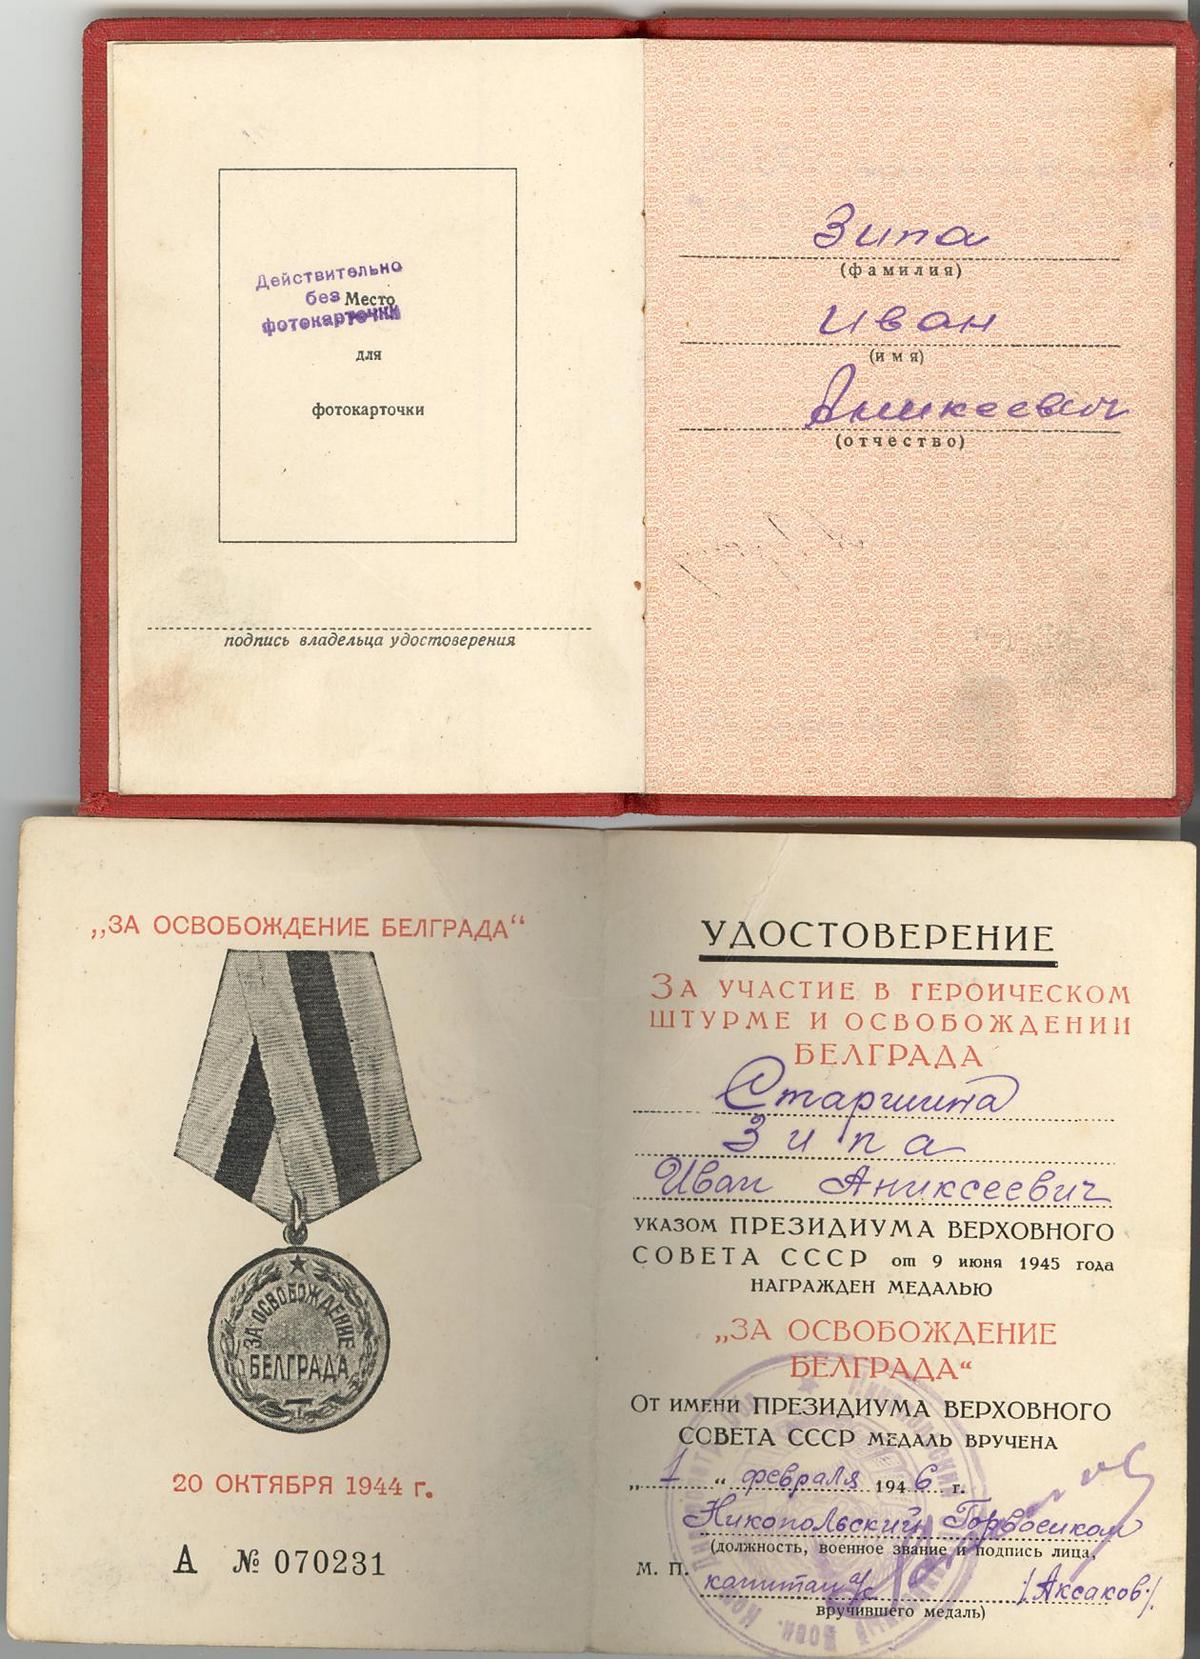 Действительно
без
фотокарточки
Место
для
фотокарточки
подпись владельца удостоверения
Зипа
(фамилия)
Иван
(имя)
Аникеевич
(отчество)
„ЗА ОСВОБОЖДЕНИЕ БЕЛГРАДА“
ЗА ОСВОБОЖДЕНИЕ
БЕЛГРАДА
20 ОКТЯБРЯ 1944 г.
А № 070231
УДОСТОВЕРЕНИЕ
ЗА УЧАСТИЕ В ГЕРОИЧЕСКОМ
ШТУРМЕ И ОСВОБОЖДЕНИИ
БЕЛГРАДА
Старшина
Зипа
Иван Аниксеевич
УКАЗОМ ПРЕЗИДИУМА ВЕРХОВНОГО
СОВЕТА СССР от 9 июня 1945 года
НАГРАЖДЕН МЕДАЛЬЮ
„ЗА ОСВОБОЖДЕНИЕ
БЕЛГРАДА“
ОТ ИМЕНИ ПРЕЗИДИУМА ВЕРХОВНОГО
СОВЕТА СССР МЕДАЛЬ ВРУЧЕНА
„1“ февраля 1946 г.
Никопольский Горвоенком
(должность, военное звание и подпись лица,
М. П. капитан а/с /Аксаков/
вручившего медаль)